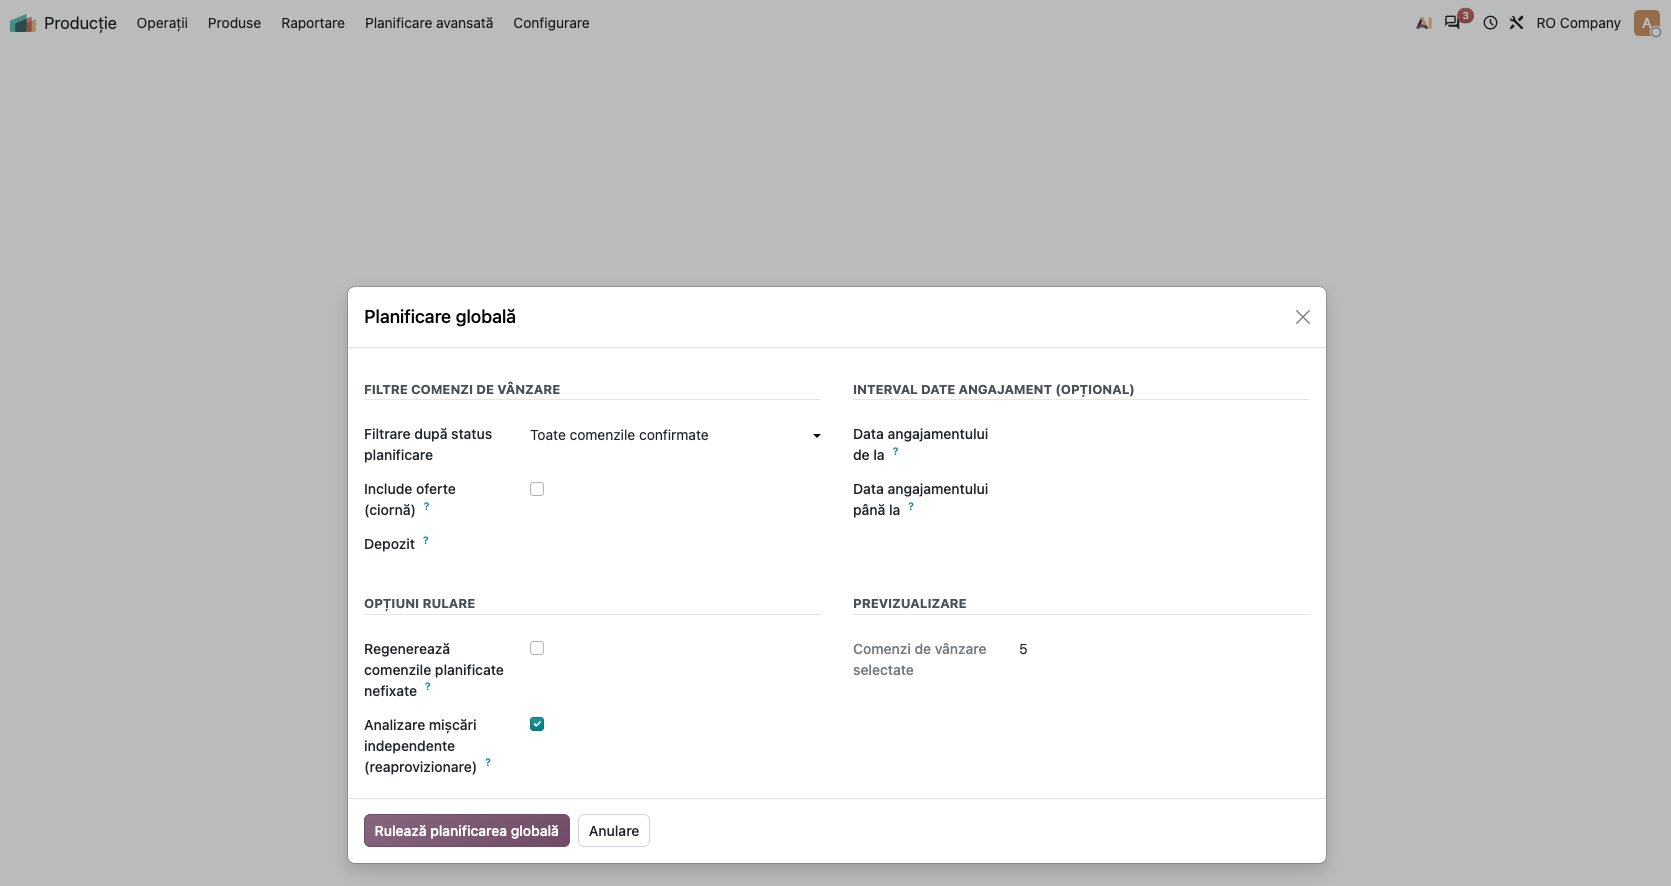 Producție Operații Produse Raportare Planificare avansată Configurare AI 3 RO Company A
Planificare globală
FILTRE COMENZI DE VÂNZARE
Filtrare după status planificare Toate comenzile confirmate
Include oferte (ciornă) ?
Depozit ?
INTERVAL DATE ANGAJAMENT (OPȚIONAL)
Data angajamentului de la ?
Data angajamentului până la ?
OPȚIUNI RULARE
Regenerează comenzile planificate nefixate ?
Analizare mișcări independente (reaprovizionare) ?
PREVIZUALIZARE
Comenzi de vânzare selectate 5
Rulează planificarea globală Anulare